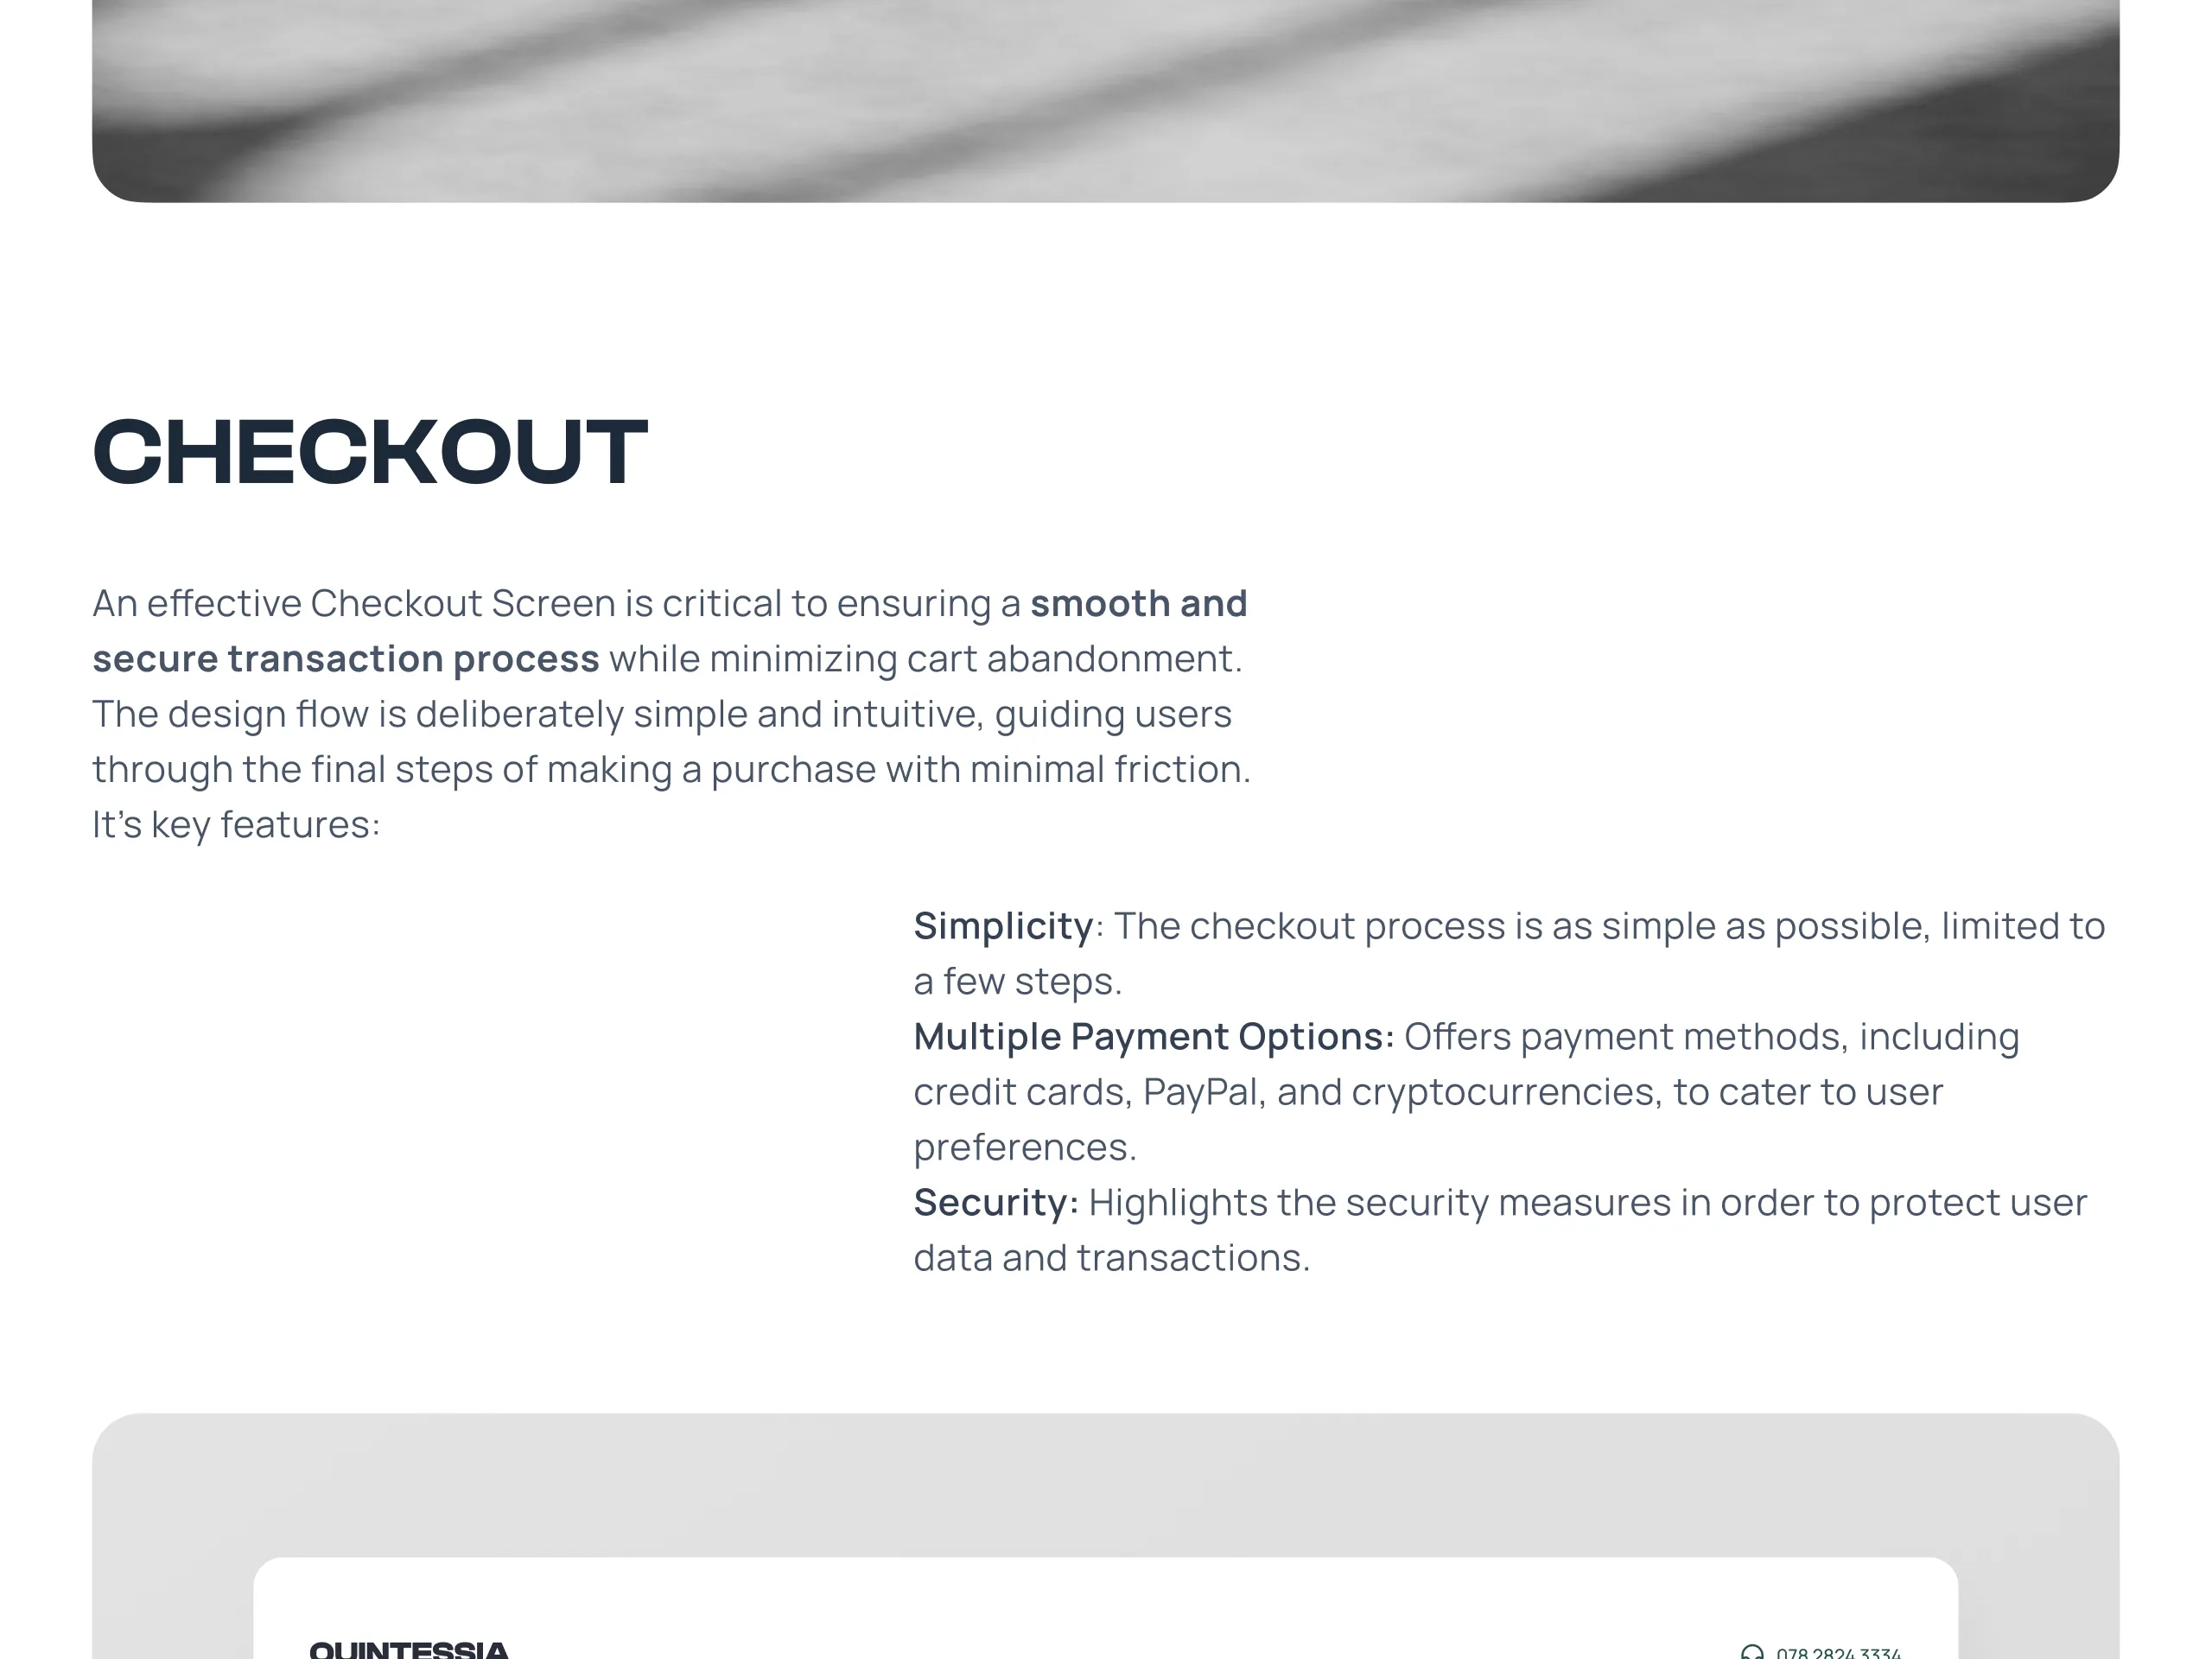 CHECKOUT
An effective Checkout Screen is critical to ensuring a smooth and
secure transaction process while minimizing cart abandonment.
The design flow is deliberately simple and intuitive, guiding users
through the final steps of making a purchase with minimal friction.
It’s key features:
Simplicity: The checkout process is as simple as possible, limited to
a few steps.
Multiple Payment Options: Offers payment methods, including
credit cards, PayPal, and cryptocurrencies, to cater to user
preferences.
Security: Highlights the security measures in order to protect user
data and transactions.
QUINTESSIA
078 2824 3334